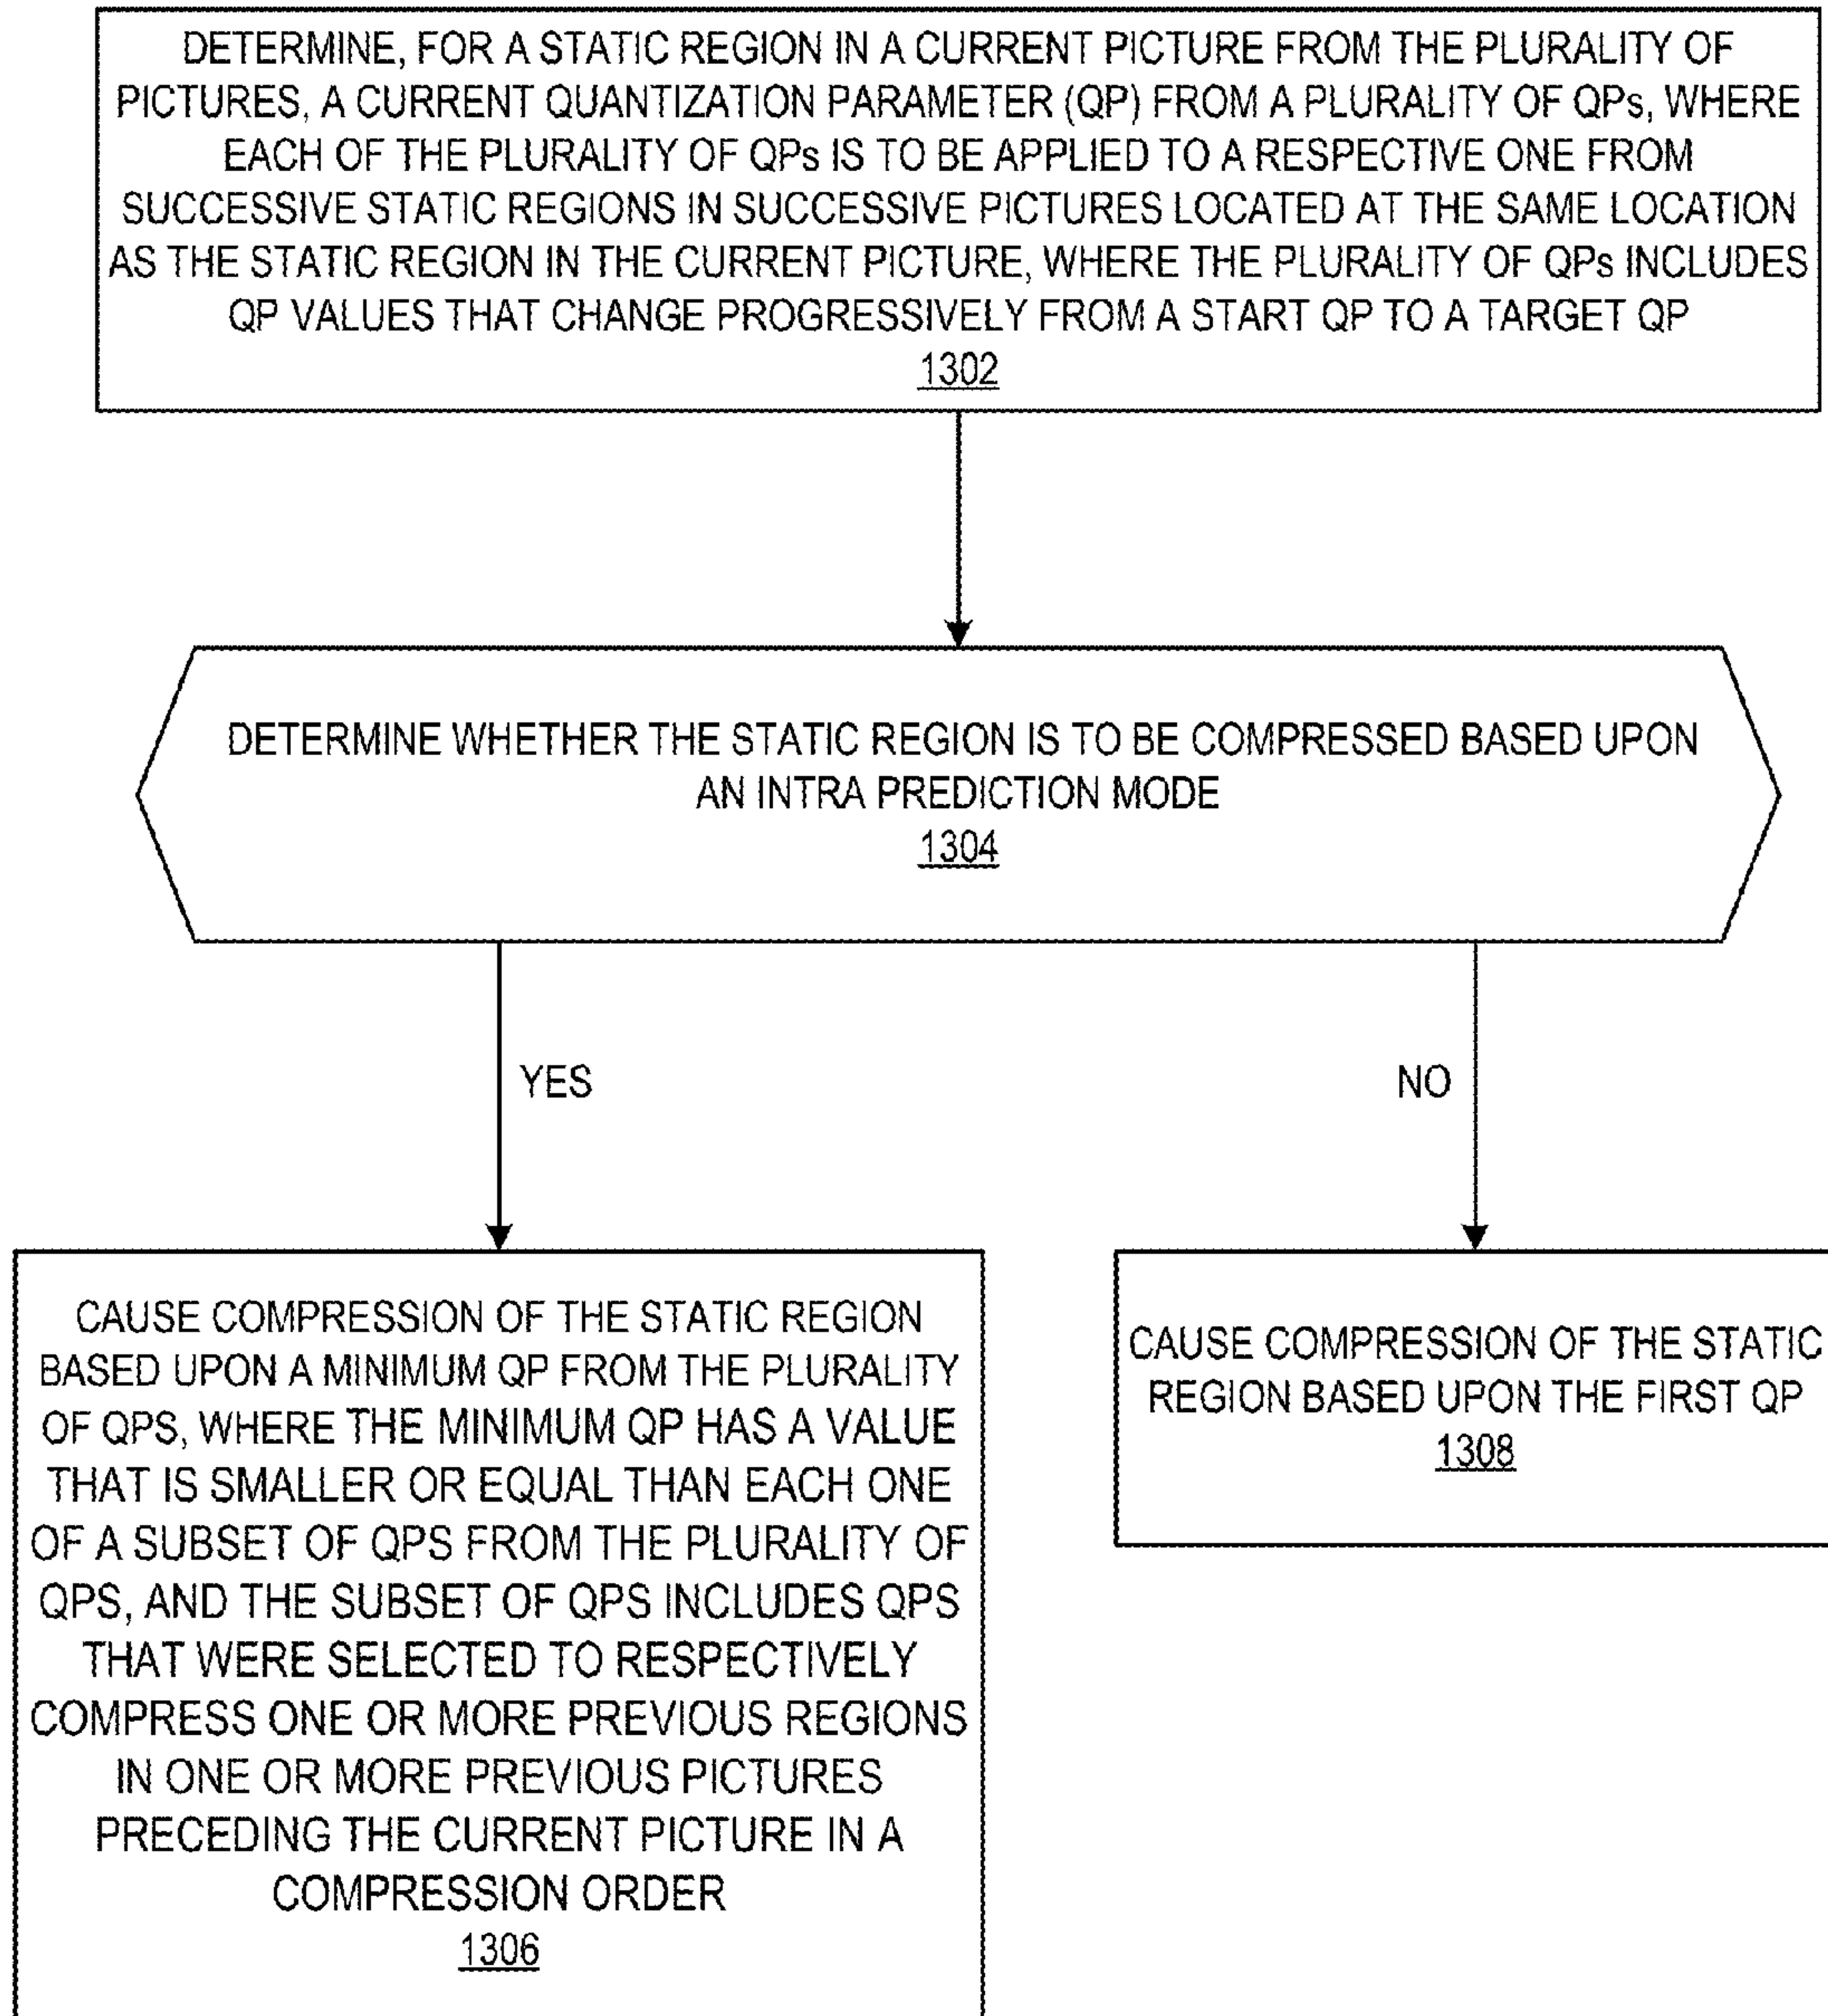 DETERMINE, FOR A STATIC REGION IN A CURRENT PICTURE FROM THE PLURALITY OF
PICTURES, A CURRENT QUANTIZATION PARAMETER (QP) FROM A PLURALITY OF QPs, WHERE
EACH OF THE PLURALITY OF QPs IS TO BE APPLIED TO A RESPECTIVE ONE FROM
SUCCESSIVE STATIC REGIONS IN SUCCESSIVE PICTURES LOCATED AT THE SAME LOCATION
AS THE STATIC REGION IN THE CURRENT PICTURE, WHERE THE PLURALITY OF QPs INCLUDES
QP VALUES THAT CHANGE PROGRESSIVELY FROM A START QP TO A TARGET QP
1302
DETERMINE WHETHER THE STATIC REGION IS TO BE COMPRESSED BASED UPON
AN INTRA PREDICTION MODE
1304
YES
NO
CAUSE COMPRESSION OF THE STATIC REGION
BASED UPON A MINIMUM QP FROM THE PLURALITY
OF QPS, WHERE THE MINIMUM QP HAS A VALUE
THAT IS SMALLER OR EQUAL THAN EACH ONE
OF A SUBSET OF QPS FROM THE PLURALITY OF
QPS, AND THE SUBSET OF QPS INCLUDES QPS
THAT WERE SELECTED TO RESPECTIVELY
COMPRESS ONE OR MORE PREVIOUS REGIONS
IN ONE OR MORE PREVIOUS PICTURES
PRECEDING THE CURRENT PICTURE IN A
COMPRESSION ORDER
1306
CAUSE COMPRESSION OF THE STATIC
REGION BASED UPON THE FIRST QP
1308